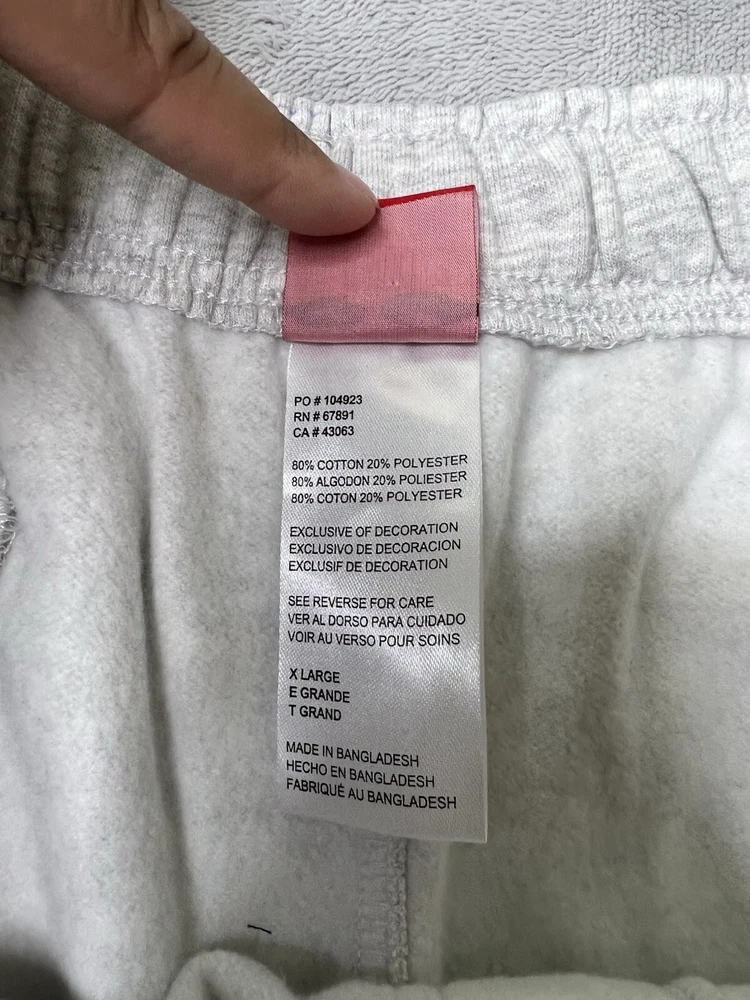 PO # 104923
RN # 67891
CA # 43063
80% COTTON 20% POLYESTER
80% ALGODON 20% POLIESTER
80% COTON 20% POLYESTER
EXCLUSIVE OF DECORATION
EXCLUSIVO DE DECORACION
EXCLUSIF DE DECORATION
SEE REVERSE FOR CARE
VER AL DORSO PARA CUIDADO
VOIR AU VERSO POUR SOINS
X LARGE
E GRANDE
T GRAND
MADE IN BANGLADESH
HECHO EN BANGLADESH
FABRIQUÉ AU BANGLADESH